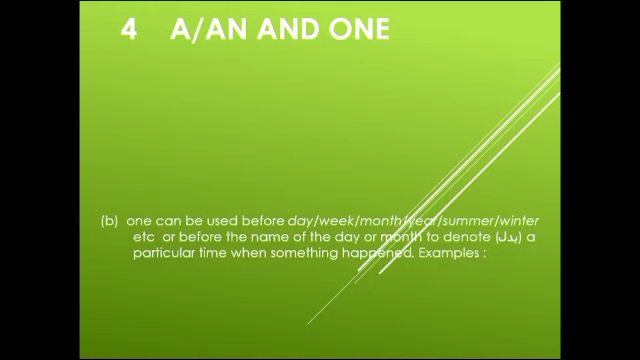 4 A/AN AND ONE
(b) one can be used before day/week/month/year/summer/winter
etc or before the name of the day or month to denote (يدل) a
particular time when something happened. Examples :